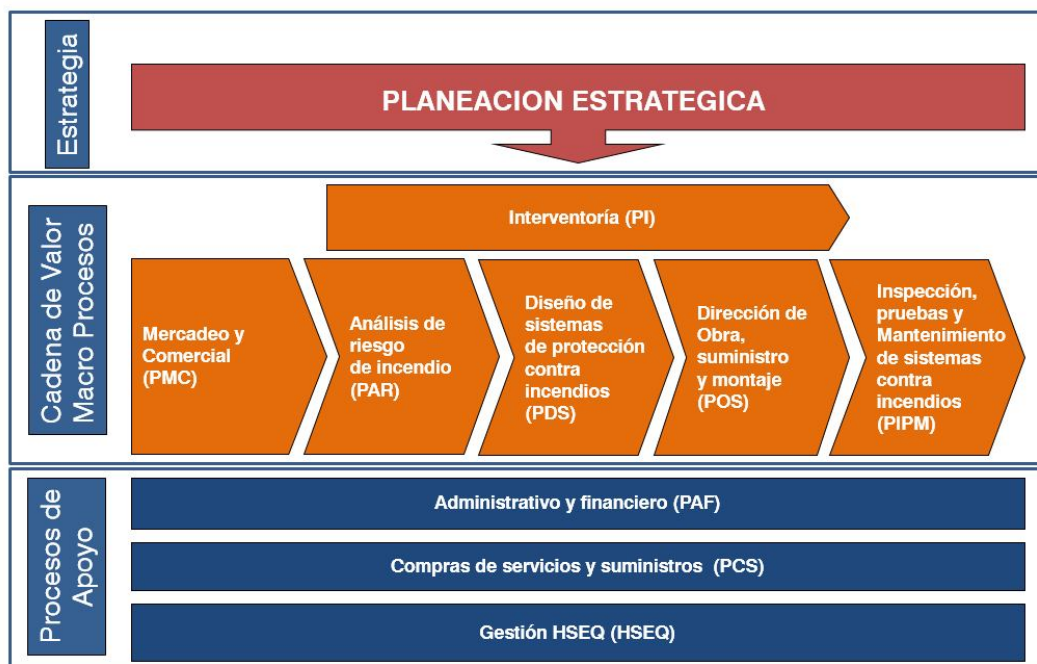 Estrategia
PLANEACION ESTRATEGICA
Cadena de Valor
Macro Procesos
Interventoría (PI)
Mercadeo y
Comercial
(PMC)
Análisis de
riesgo
de incendio
(PAR)
Diseño de
sistemas
de protección
contra
incendios
(PDS)
Dirección de
Obra,
suministro
y montaje
(POS)
Inspección,
pruebas y
Mantenimiento
de sistemas
contra
incendios
(PIPM)
Procesos de
Apoyo
Administrativo y financiero (PAF)
Compras de servicios y suministros (PCS)
Gestión HSEQ (HSEQ)